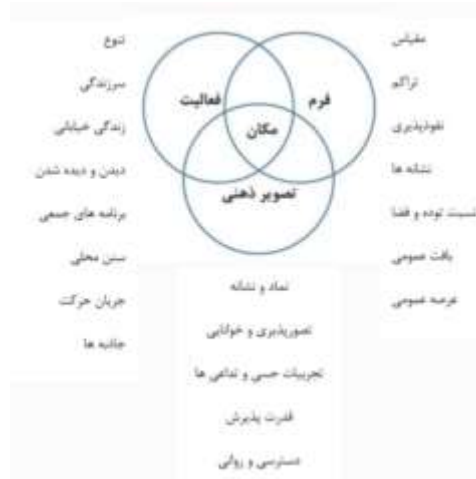 فرم
فعالیت
مکان
تصویر ذهنی
مقیاس
تراکم
نفوذپذیری
نشانه ها
نسبت توده و فضا
بافت عمومی
عرصه عمومی
تنوع
سرزندگی
زندگی خیابانی
دیدن و دیده شدن
برنامه های جمعی
سنن محلی
جریان حرکت
جاذبه ها
نماد و نشانه
تصورپذیری و خوانایی
تجربیات حسی و تداعی ها
قدرت پذیرش
دسترسی و روانی